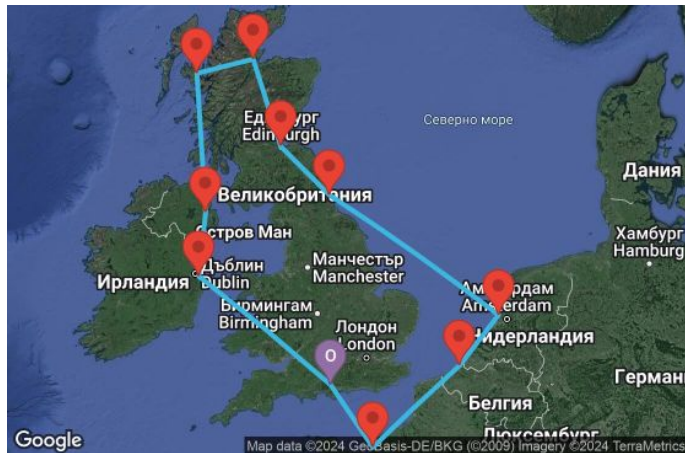 Единбург
Edinburgh
Северно море
Дания
Великобритания
Остров Ман
Хамбург
Hamburg
Манчестър
Manchester
Ирландия
Дъблин
Dublin
Амстердам
Amsterdam
Бирмингам
Birmingham
Лондон
London
Нидерландия
O
Герман
Белгия
Люксембург
Google
Map data ©2024 GeoBasis-DE/BKG (©2009) Imagery ©2024 TerraMetrics